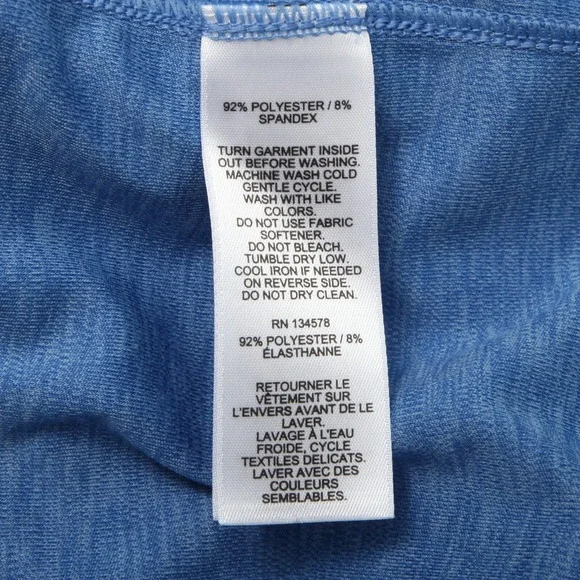 92% POLYESTER / 8%
SPANDEX
TURN GARMENT INSIDE
OUT BEFORE WASHING.
MACHINE WASH COLD
GENTLE CYCLE.
WASH WITH LIKE
COLORS.
DO NOT USE FABRIC
SOFTENER.
DO NOT BLEACH.
TUMBLE DRY LOW.
COOL IRON IF NEEDED
ON REVERSE SIDE.
DO NOT DRY CLEAN.
RN 134578
92% POLYESTER / 8%
ÉLASTHANNE
RETOURNER LE
VÊTEMENT SUR
L'ENVERS AVANT DE LE
LAVER.
LAVAGE À L'EAU
FROIDE, CYCLE
TEXTILES DELICATS.
LAVER AVEC DES
COULEURS
SEMBLABLES.